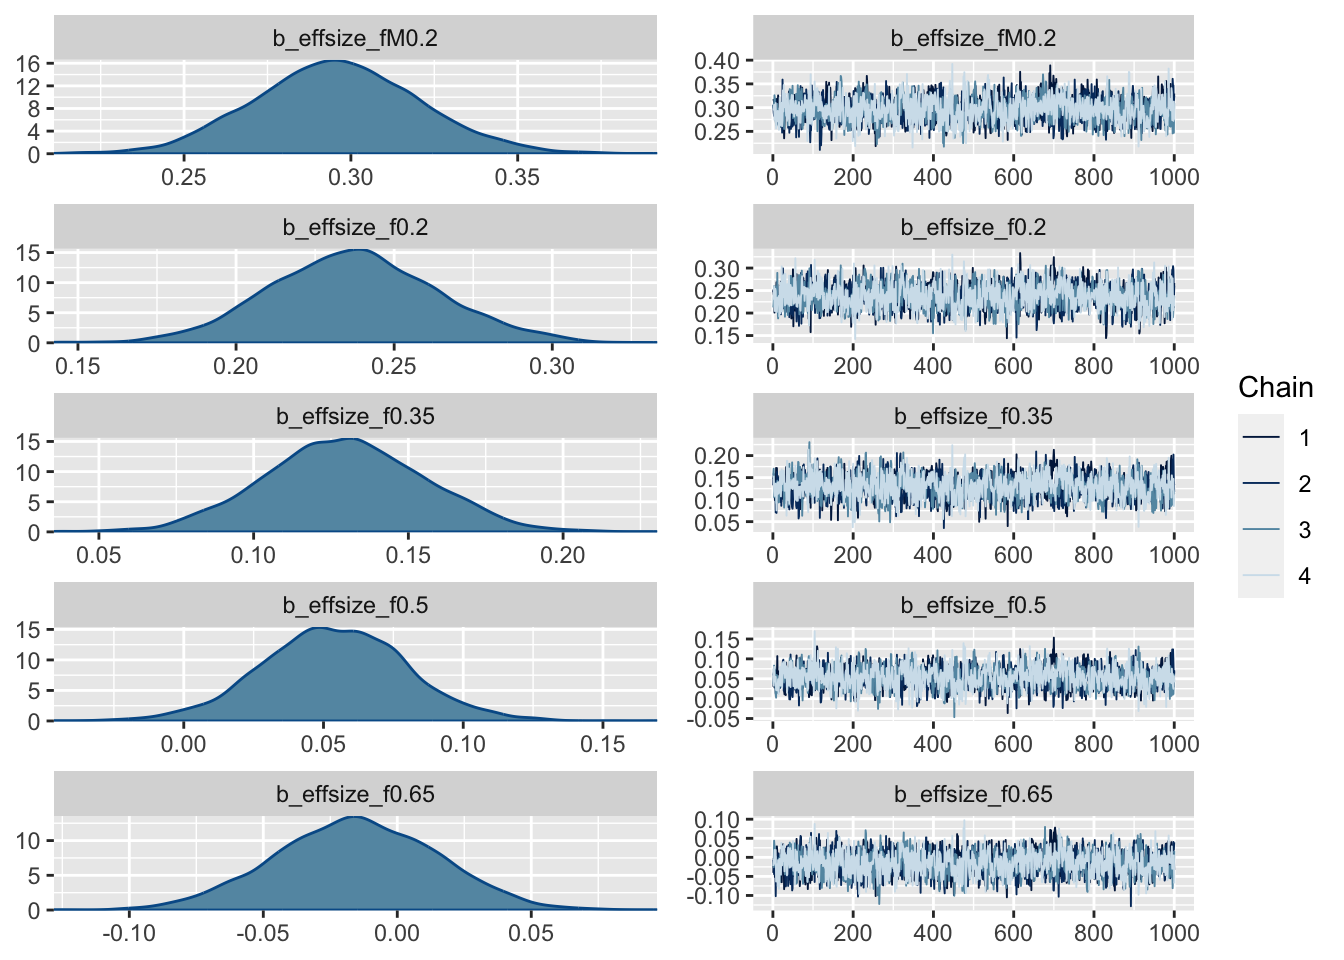 b_effsize_fM0.2
16
12
8
4
0
0.25 0.30 0.35
b_effsize_fM0.2
0.40
0.35
0.30
0.25
0 200 400 600 800 1000
b_effsize_f0.2
15
10
5
0
0.15 0.20 0.25 0.30
b_effsize_f0.2
0.30
0.25
0.20
0.15
0 200 400 600 800 1000
b_effsize_f0.35
15
10
5
0
0.05 0.10 0.15 0.20
b_effsize_f0.35
0.20
0.15
0.10
0.05
0 200 400 600 800 1000
b_effsize_f0.5
15
10
5
0
0.00 0.05 0.10 0.15
b_effsize_f0.5
0.15
0.10
0.05
0.00
-0.05
0 200 400 600 800 1000
b_effsize_f0.65
10
5
0
-0.10 -0.05 0.00 0.05
b_effsize_f0.65
0.10
0.05
0.00
-0.05
-0.10
0 200 400 600 800 1000
Chain
1
2
3
4